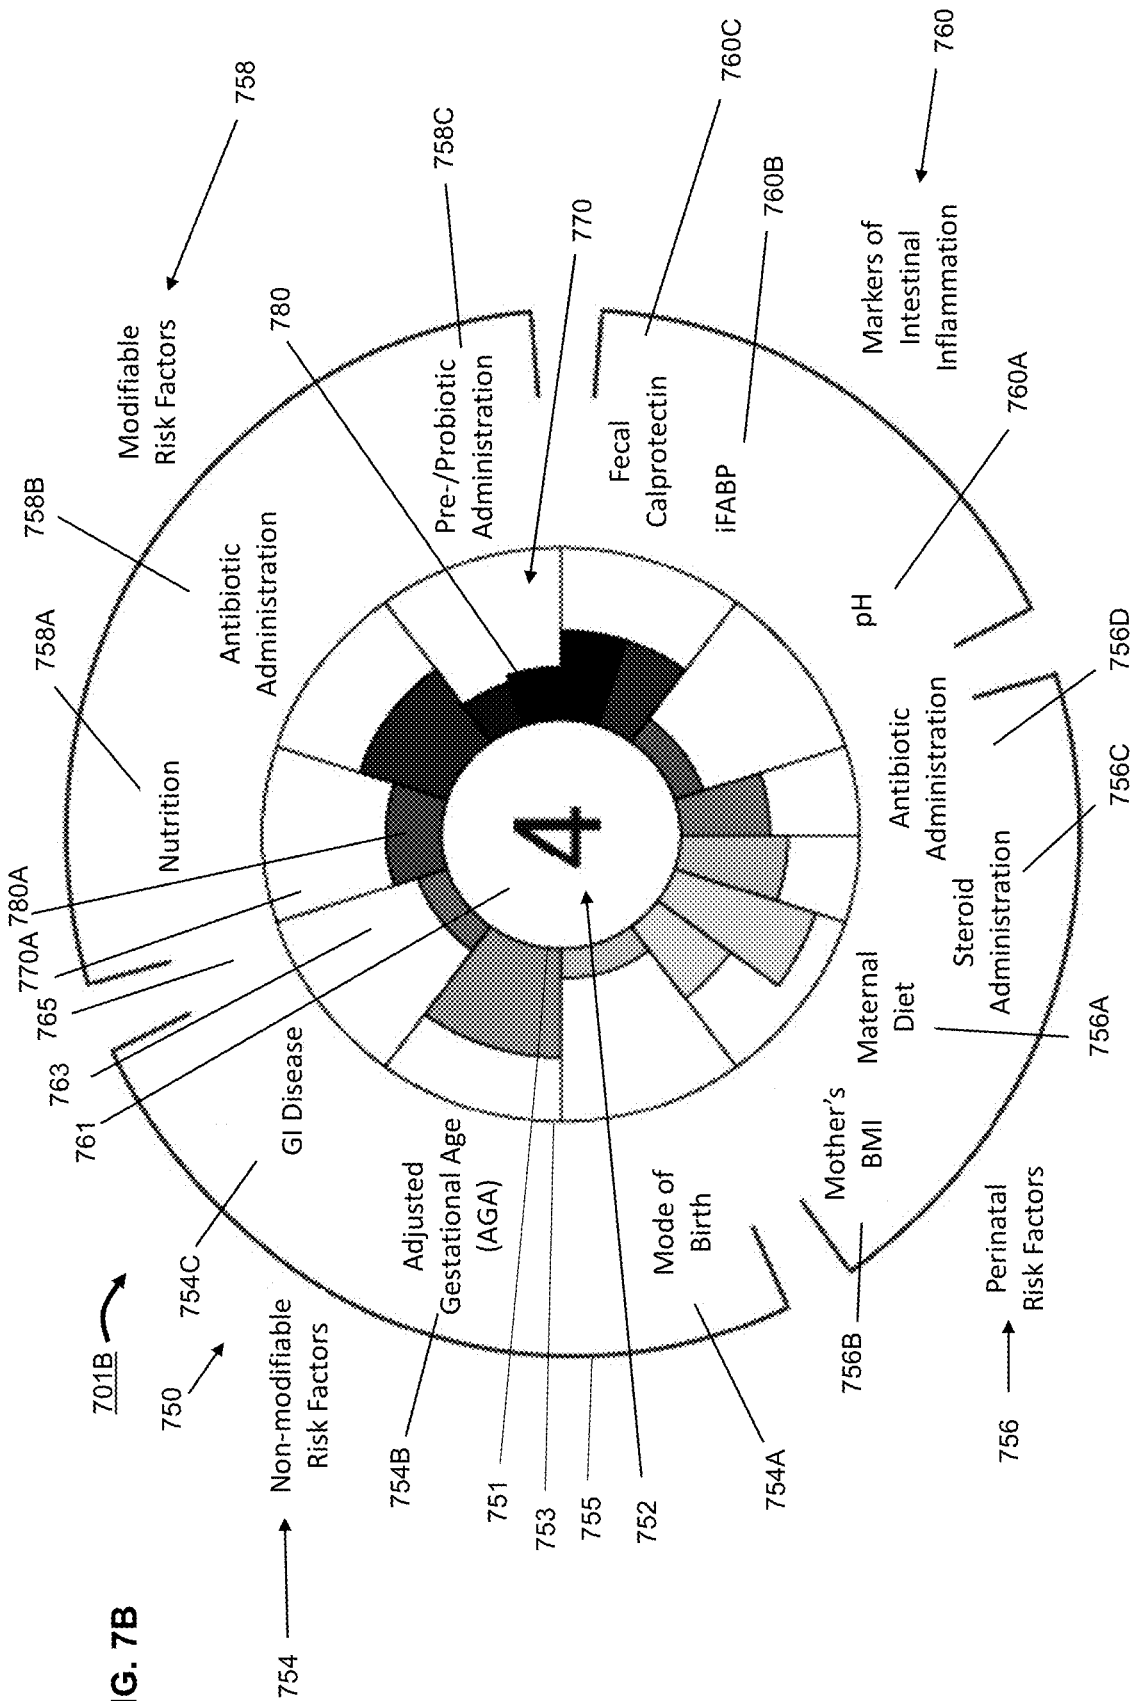 IG. 7B
701B
750
754
Non-modifiable
Risk Factors
754C
761
763
765
770A
780A
758A
758B
Modifiable
Risk Factors
758
GI Disease
Nutrition
Antibiotic
Administration
780
758C
754B
Adjusted
Gestational Age
(AGA)
Pre-/Probiotic
Administration
751
753
755
752
4
770
760C
Mode of
Birth
Fecal
Calprotectin
iFABP
760B
754A
756B
Mother's
BMI
Maternal
Diet
pH
Markers of
Intestinal
Inflammation
760
Steroid
Administration
Antibiotic
Administration
760A
756
Perinatal
Risk Factors
756A
756C
756D